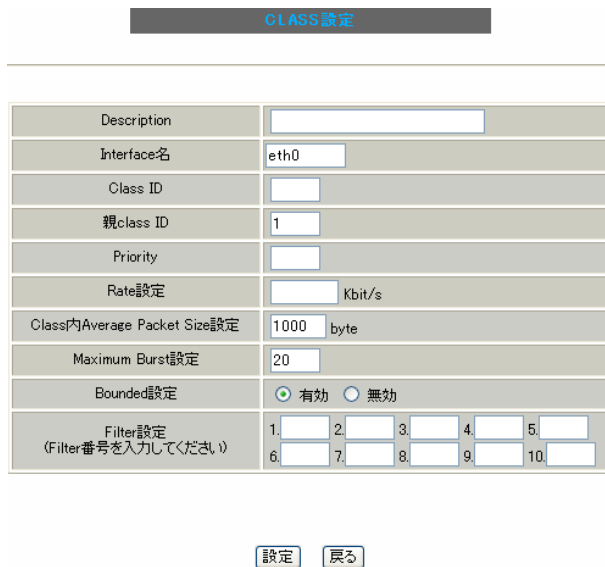 CLASS設定
Description
Interface名 eth0
Class ID
親class ID 1
Priority
Rate設定 Kbit/s
Class内Average Packet Size設定 1000 byte
Maximum Burst設定 20
Bounded設定 有効 無効
Filter設定
(Filter番号を入力してください)
1. 2. 3. 4. 5.
6. 7. 8. 9. 10.
設定 戻る